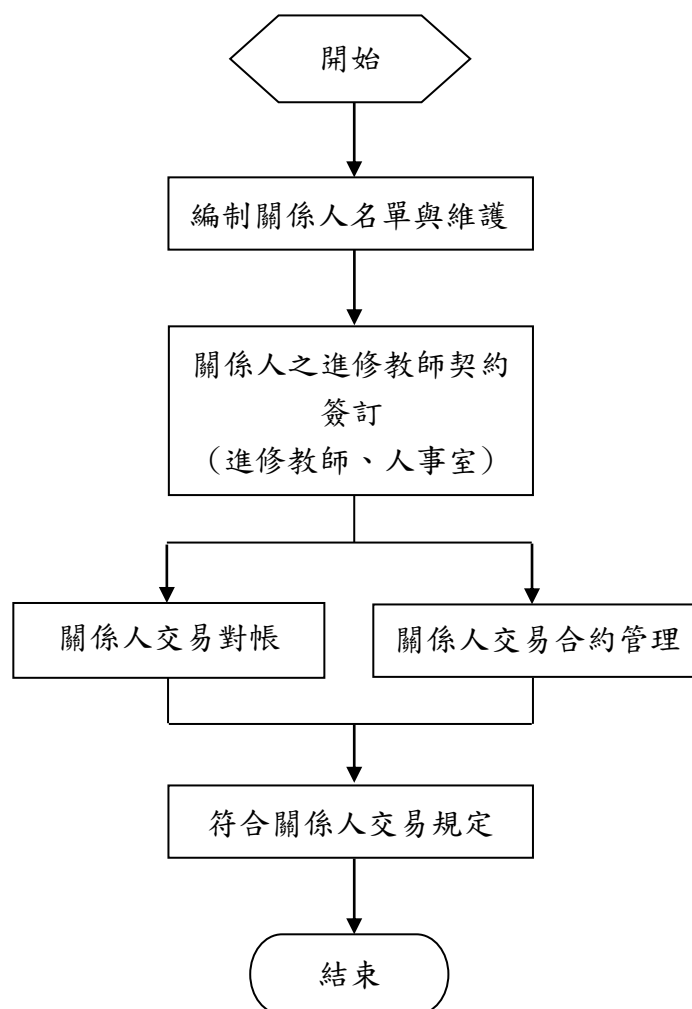 開始
編制關係人名單與維護
關係人之進修教師契約
簽訂
（進修教師、人事室）
關係人交易對帳
關係人交易合約管理
符合關係人交易規定
結束